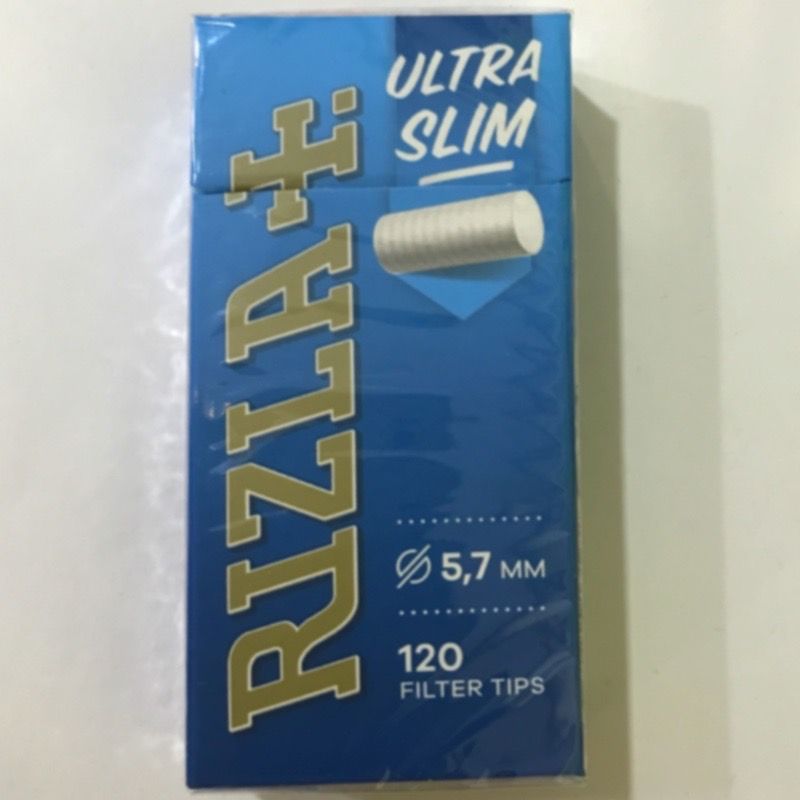 RIZLA+.
ULTRA
SLIM
⌀ 5,7 MM
120
FILTER TIPS